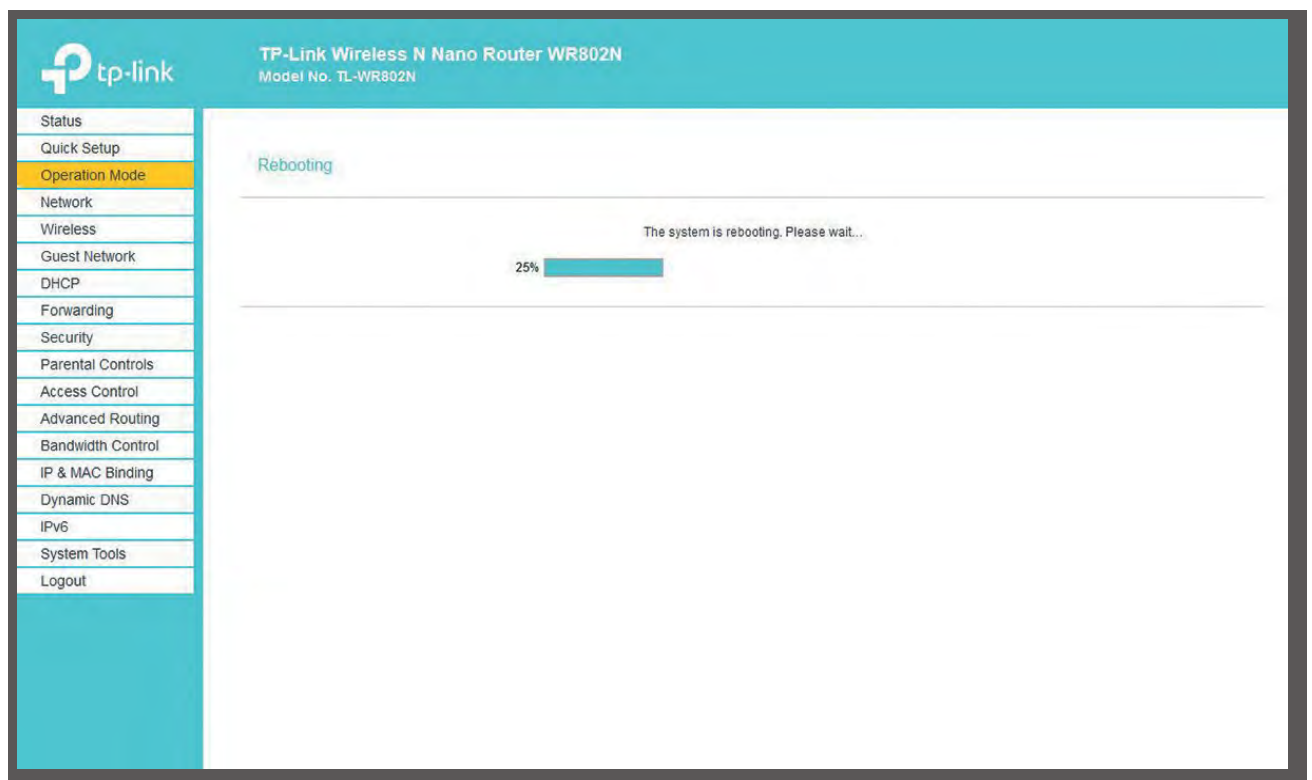 tp-link
TP-Link Wireless N Nano Router WR802N
Model No. TL-WR802N
Status
Quick Setup
Operation Mode
Network
Wireless
Guest Network
DHCP
Forwarding
Security
Parental Controls
Access Control
Advanced Routing
Bandwidth Control
IP & MAC Binding
Dynamic DNS
IPv6
System Tools
Logout
Rebooting
The system is rebooting. Please wait...
25%